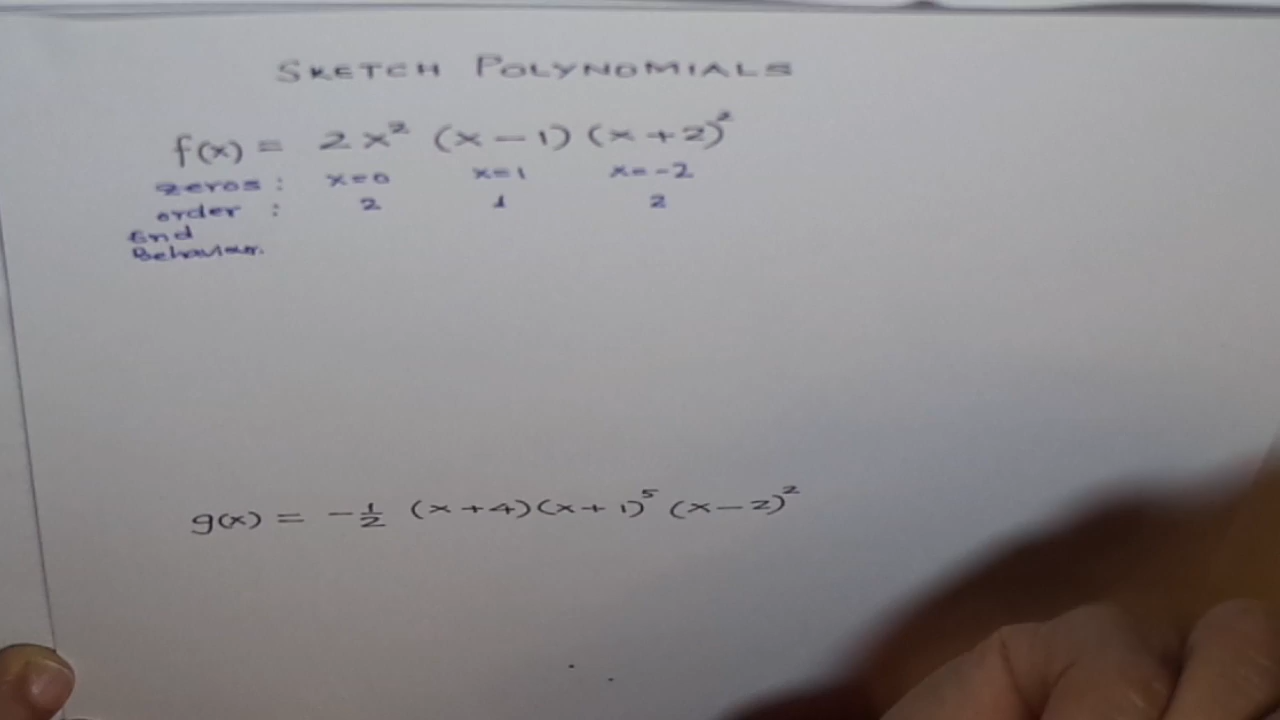 SKETCH POLYNOMIALS
f(x) = 2x² (x-1)(x+2)²
zeros : x=0 x=1 x=-2
order : 2 1 2
End
Behaviour.
g(x) = -1/2 (x+4)(x+1)⁵(x-2)²